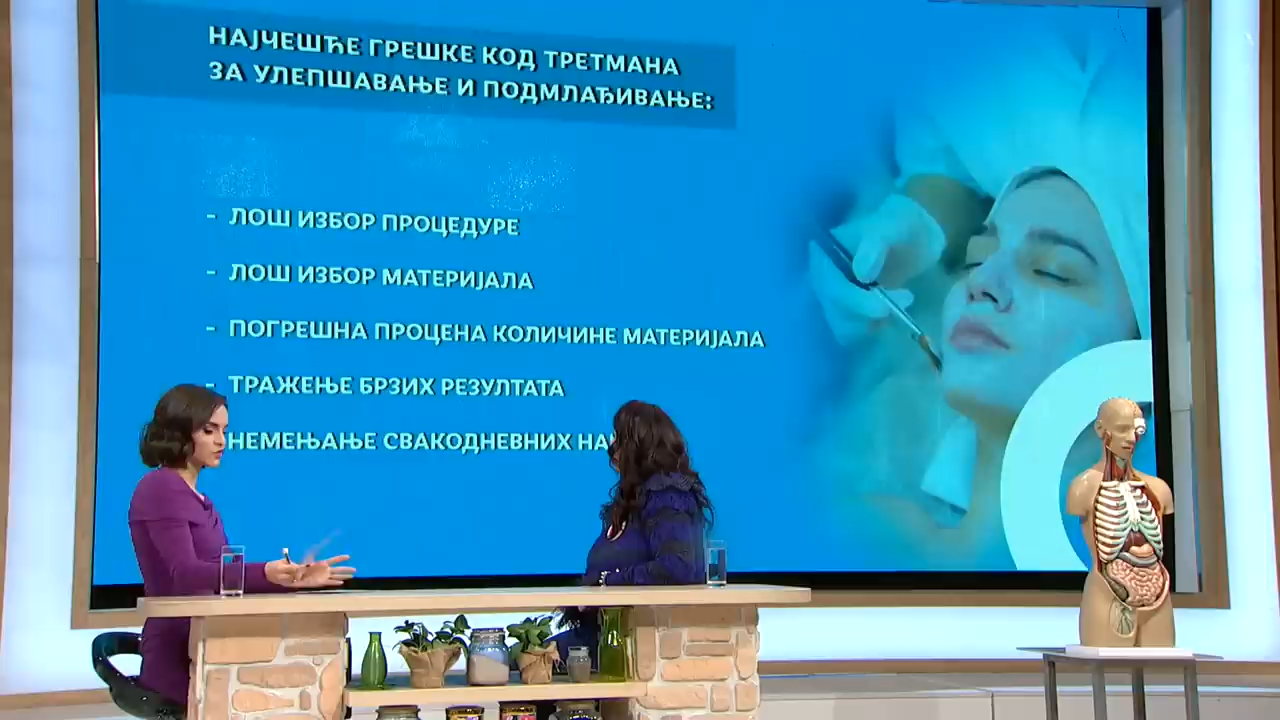 НАЈЧЕШЋЕ ГРЕШКЕ КОД ТРЕТМАНА
ЗА УЛЕПШАВАЊЕ И ПОДМЛАЂИВАЊЕ:
- ЛОШ ИЗБОР ПРОЦЕДУРЕ
- ЛОШ ИЗБОР МАТЕРИЈАЛА
- ПОГРЕШНА ПРОЦЕНА КОЛИЧИНЕ МАТЕРИЈАЛА
- ТРАЖЕЊЕ БРЗИХ РЕЗУЛТАТА
НЕМЕЊАЊЕ СВАКОДНЕВНИХ